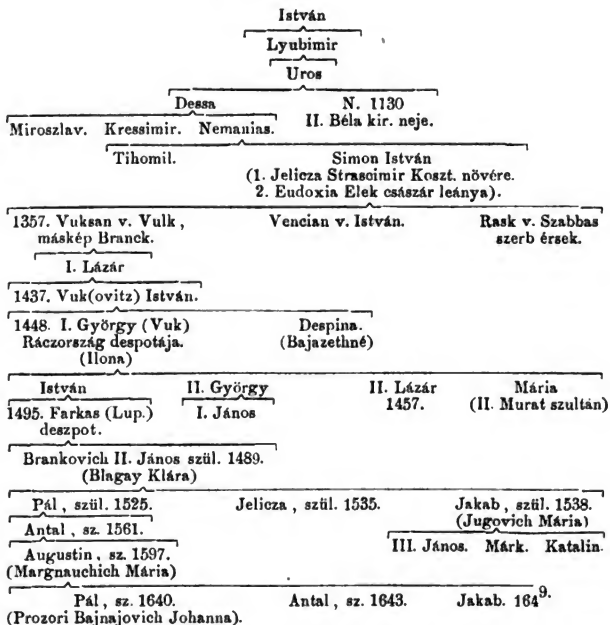 István
Lyubimir
Uros
Dessa N. 1130
II. Béla kir. neje.
Miroszlav. Kressimir. Nemanias.
Tihomil. Simon István
(1. Jelicza Strascimir Koszt. növére.
2. Eudoxia Elek császár leánya).
1357. Vuksan v. Vulk, Vencian v. István. Rask v. Szabbas
máskép Branck. szerb érsek.
I. Lázár
1437. Vuk(ovitz) István.
1448. I. György (Vuk) Despina.
Ráczország despotája. (Bajazethné)
(Ilona)
István II. György II. Lázár Mária
1495. Farkas (Lup.) I. János 1457. (II. Murat szultán)
deszpot.
Brankovich II. János szül. 1489.
(Blagay Klára)
Pál, szül. 1525. Jelicza, szül. 1535. Jakab, szül. 1538.
(Jugovich Mária)
Antal, sz. 1561.
III. János. Márk. Katalin.
Augustin, sz. 1597.
(Margnauchich Mária)
Pál, sz. 1640. Antal, sz. 1643. Jakab. 1649.
(Prozori Bajnajovich Johanna).